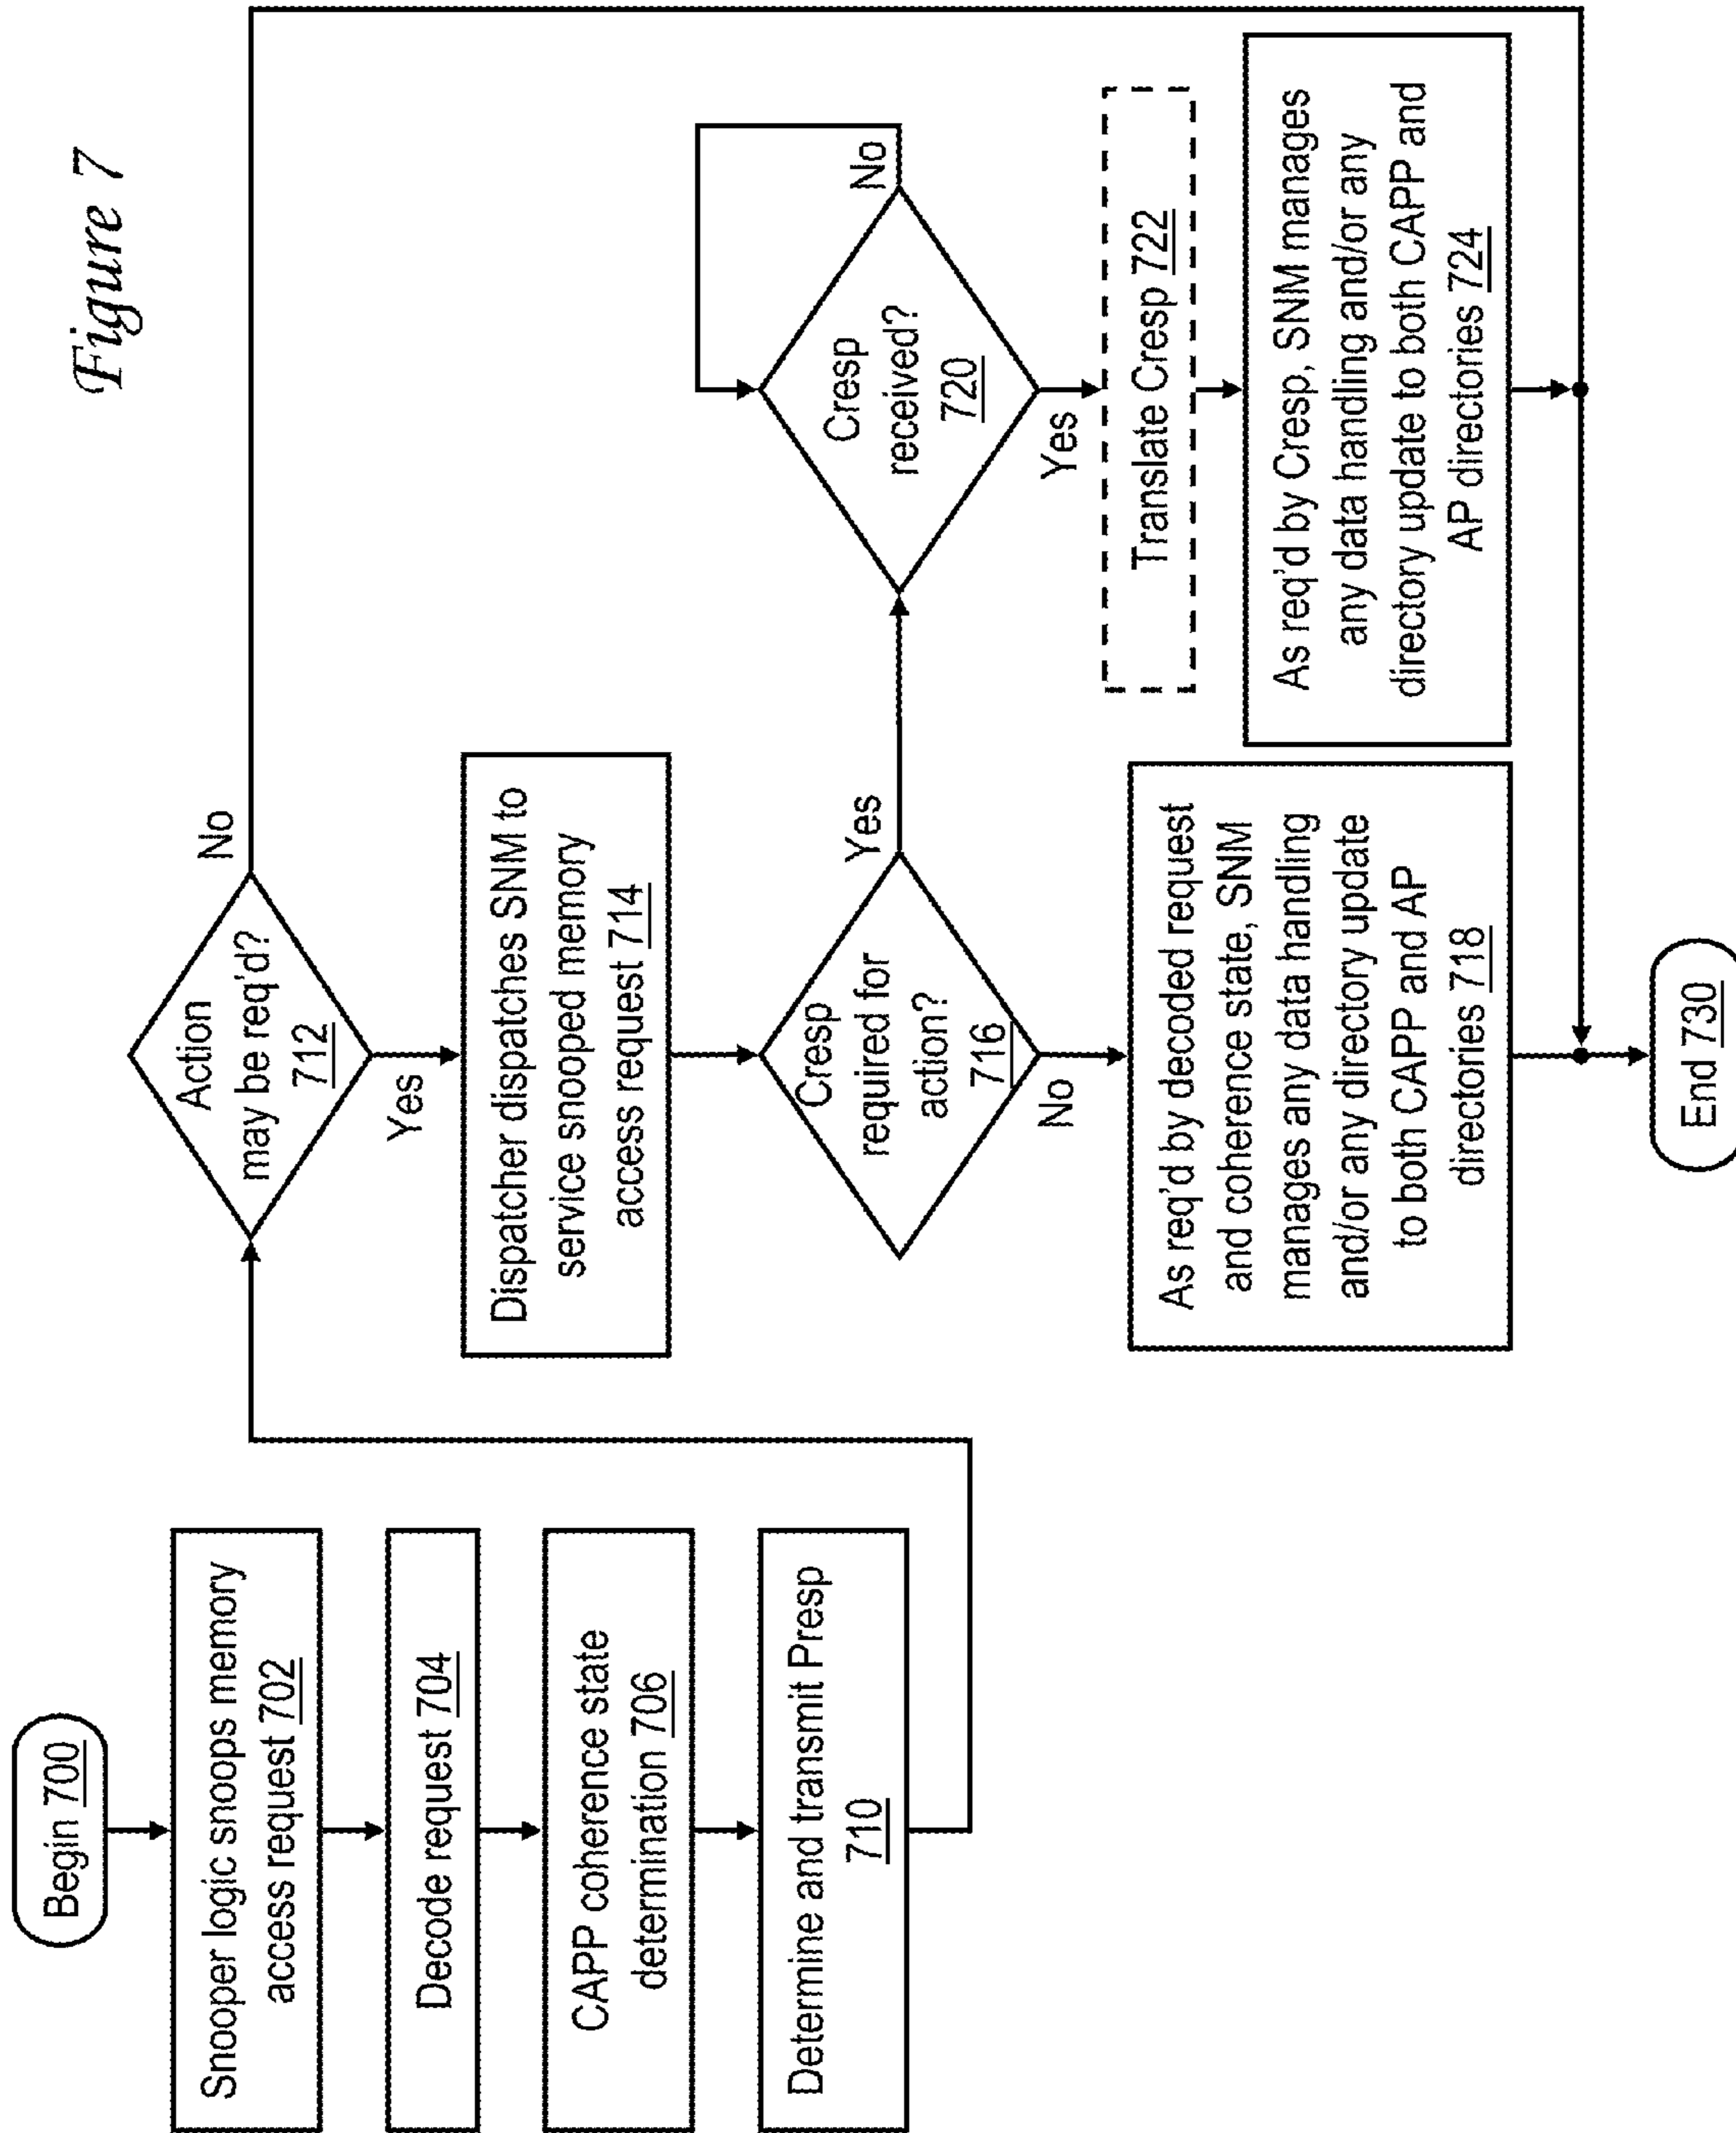 Figure 7
Begin 700
Snooper logic snoops memory
access request 702
Decode request 704
CAPP coherence state
determination 706
Determine and transmit Presp
710
Action
may be req'd?
712
No
Yes
Dispatcher dispatches SNM to
service snooped memory
access request 714
Cresp
required for
action?
716
Yes
No
As req'd by decoded request
and coherence state, SNM
manages any data handling
and/or any directory update
to both CAPP and AP
directories 718
Cresp
received?
720
No
Yes
Translate Cresp 722
As req'd by Cresp, SNM manages
any data handling and/or any
directory update to both CAPP and
AP directories 724
End 730